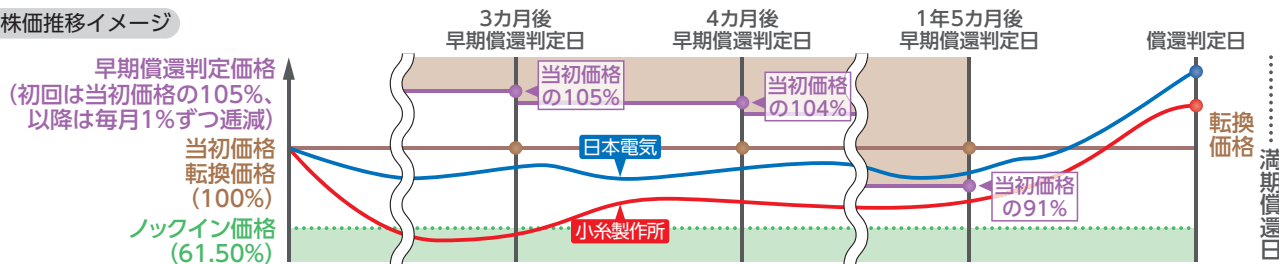 株価推移イメージ
3カ月後
早期償還判定日
4カ月後
早期償還判定日
1年5カ月後
早期償還判定日
償還判定日
早期償還判定価格
(初回は当初価格の105%、
以降は毎月1%ずつ逓減)
当初価格
の105%
当初価格
の104%
当初価格
転換価格
(100%)
日本電気
転換
価格
当初価格
の91%
ノックイン価格
(61.50%)
小糸製作所
満期償還日